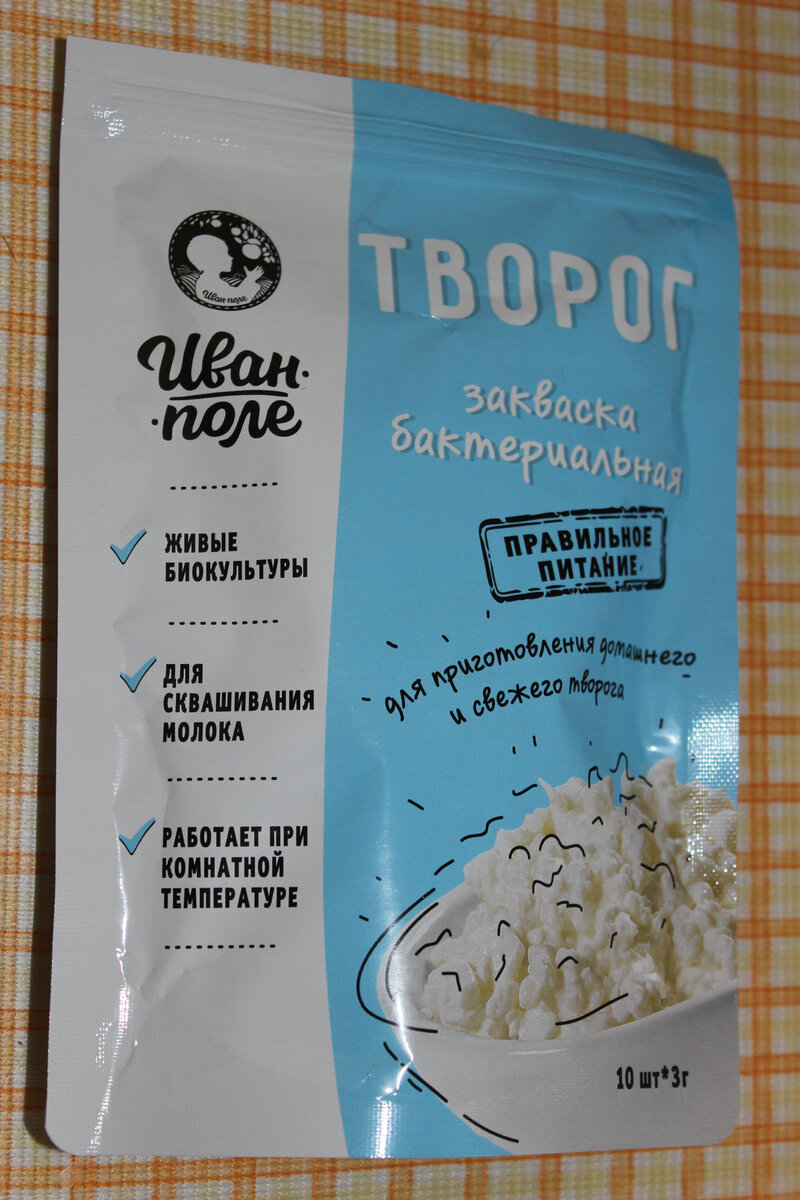 Иван-поле
Иван·
·поле
ЖИВЫЕ
БИОКУЛЬТУРЫ
ДЛЯ
СКВАШИВАНИЯ
МОЛОКА
РАБОТАЕТ ПРИ
КОМНАТНОЙ
ТЕМПЕРАТУРЕ
ТВОРОГ
закваска
бактериальная
ПРАВИЛЬНОЕ
ПИТАНИЕ
для приготовления домашнего
и свежего творога
10 шт*3г